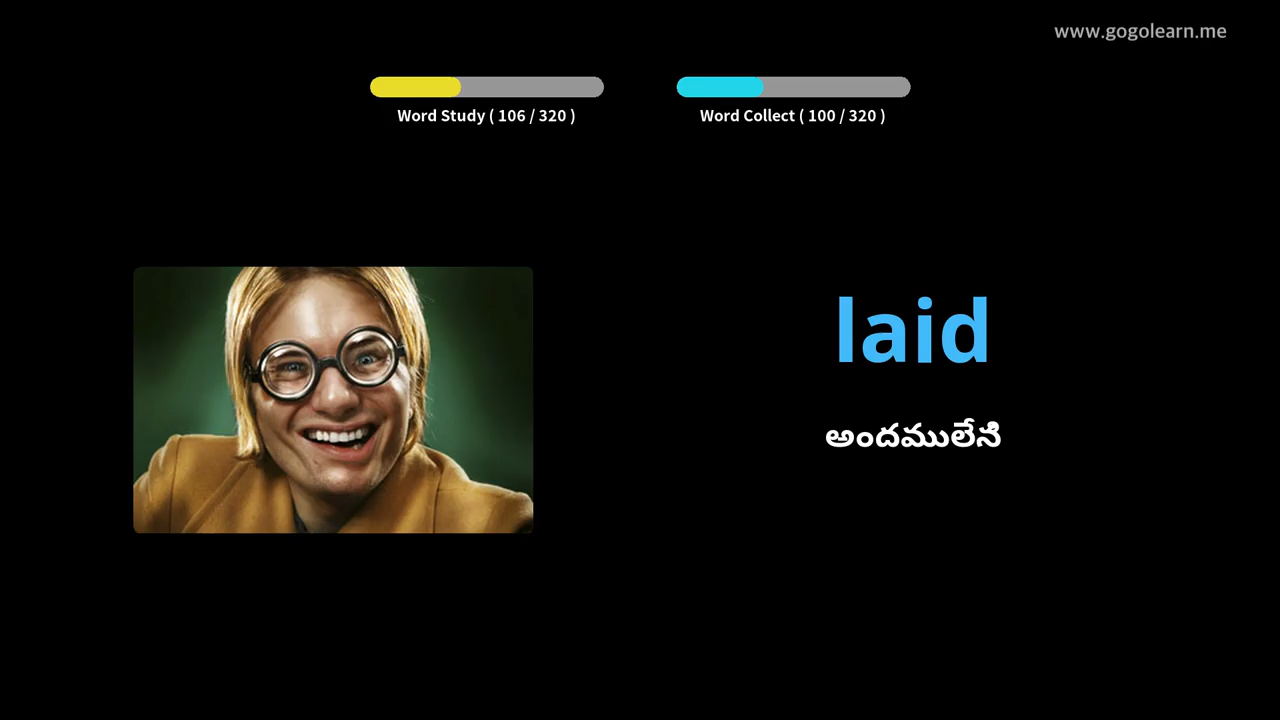 www.gogolearn.me
Word Study ( 106 / 320 )
Word Collect ( 100 / 320 )
laid
అందములేని